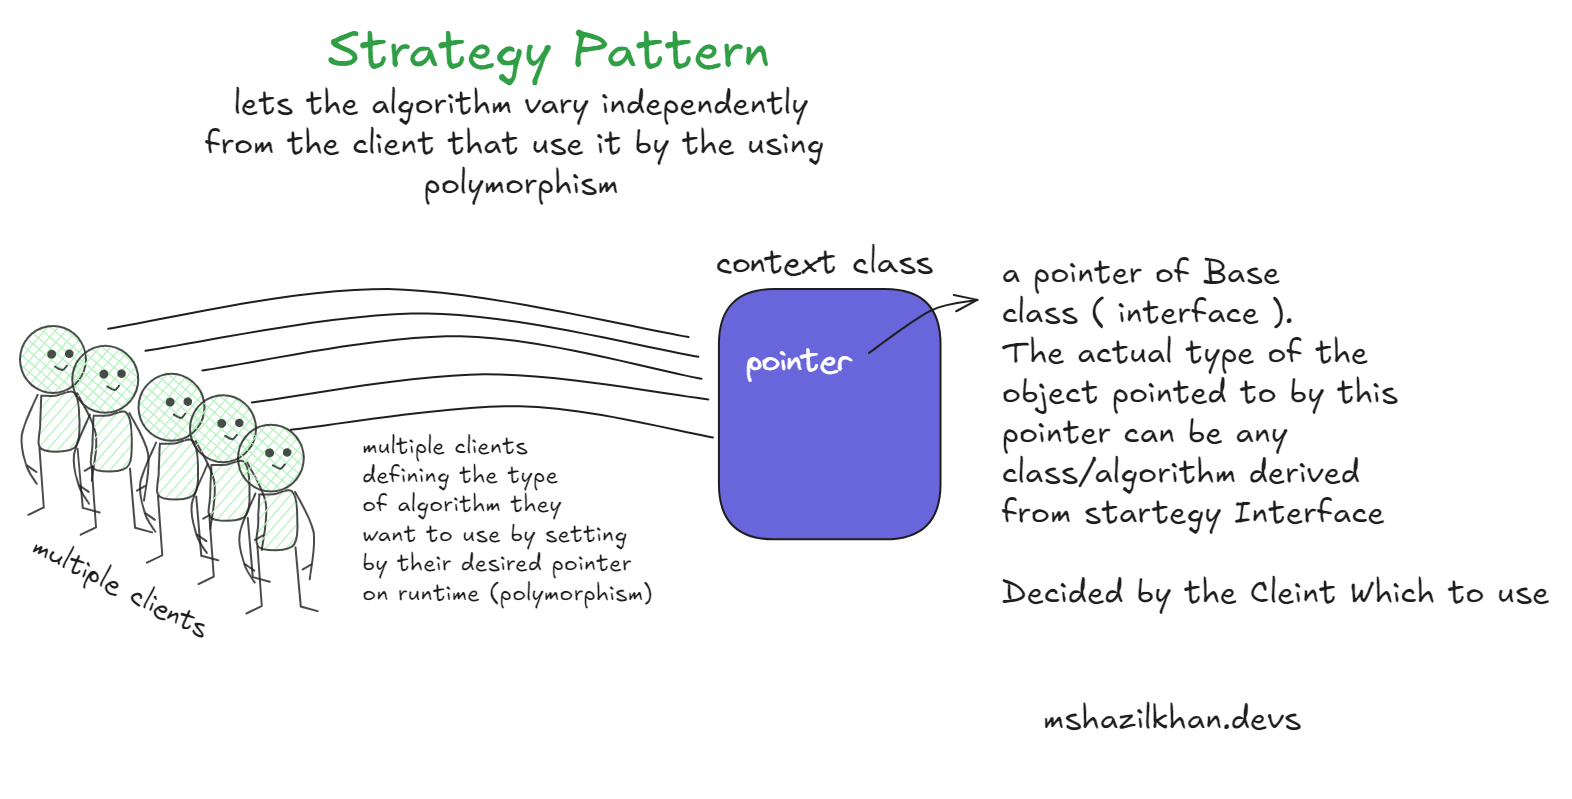 Strategy Pattern
lets the algorithm vary independently
from the client that use it by the using
polymorphism
context class
pointer
a pointer of Base
class ( interface ).
The actual type of the
object pointed to by this
pointer can be any
class/algorithm derived
from startegy Interface
Decided by the Cleint Which to use
multiple clients
defining the type
of algorithm they
want to use by setting
by their desired pointer
on runtime (polymorphism)
multiple clients
mshazilkhan.devs